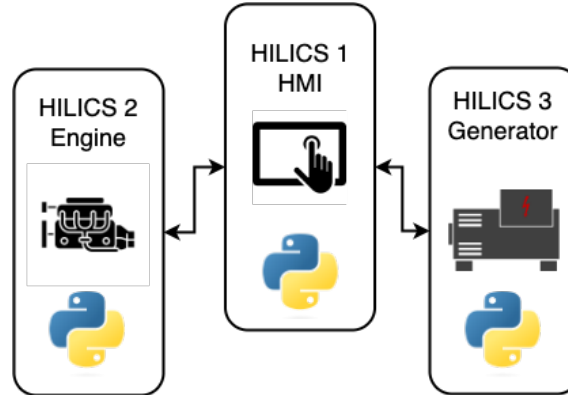 HILICS 2
Engine
HILICS 1
HMI
HILICS 3
Generator